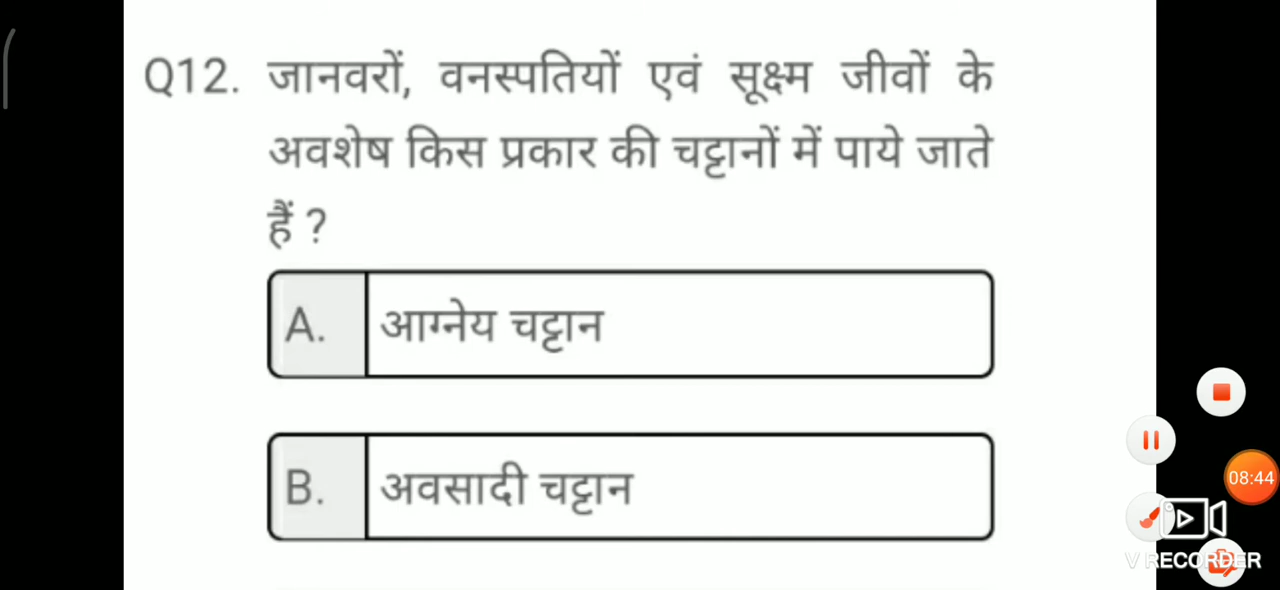 Q12. जानवरों, वनस्पतियों एवं सूक्ष्म जीवों के
अवशेष किस प्रकार की चट्टानों में पाये जाते
हैं ?
A. आग्नेय चट्टान
B. अवसादी चट्टान
08:44
V RECORDER